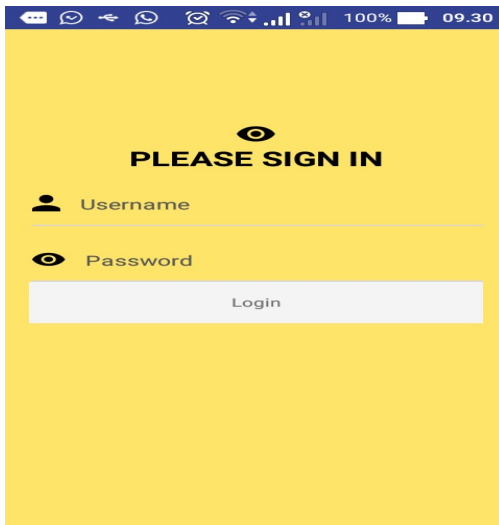 100% 09.30
PLEASE SIGN IN
Username
Password
Login